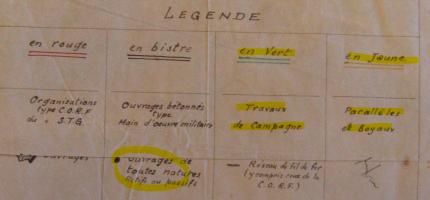 LEGENDE
en rouge
en bistre
en Vert
en Jaune
Organisations
type C.O.R.F
du S.T.G.
Ouvrages bétonnés
type
Main d'oeuvre militaire
Travaux
de Campagne
Parallèles
et Boyaux
Ouvrages
Ouvrages de
toutes natures
actifs ou passifs
Réseau de fil de fer
(y compris ceux de la
C.O.R.F.)